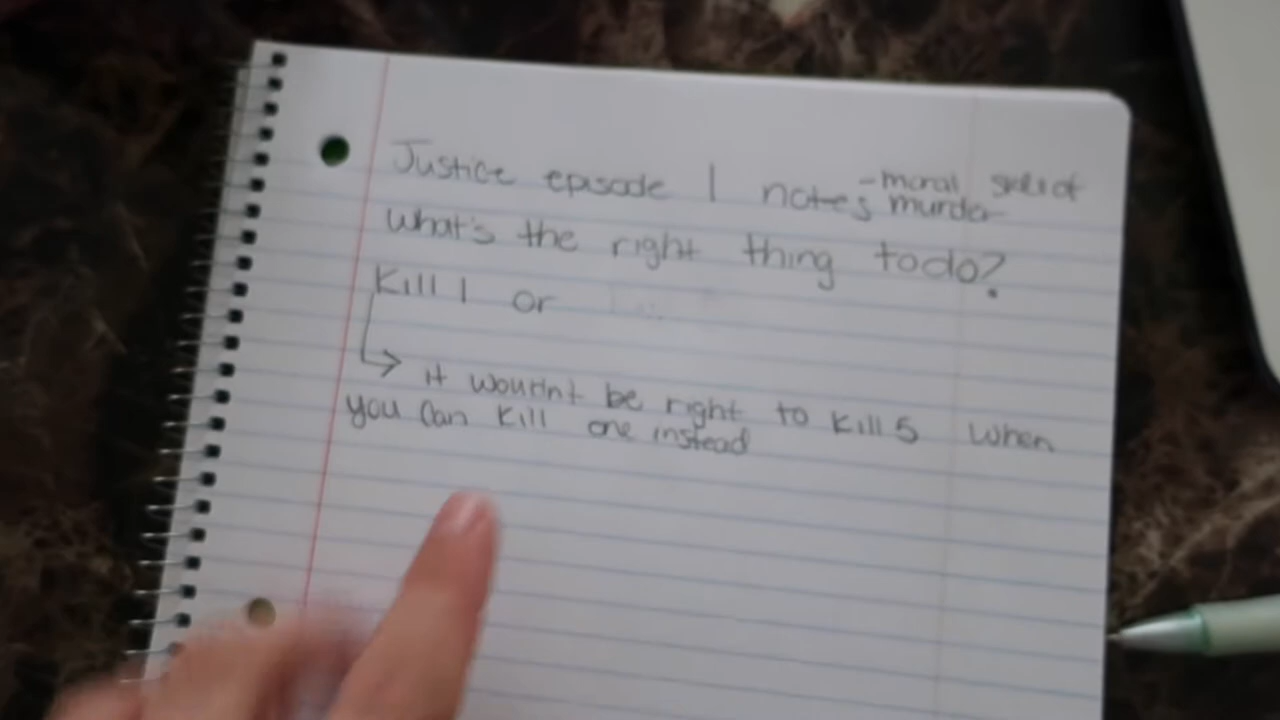 Justice episode 1 notes
-moral side of
murder
What's the right thing to do?
Kill 1 or
it wouldn't be right to kill 5 when
you can kill one instead